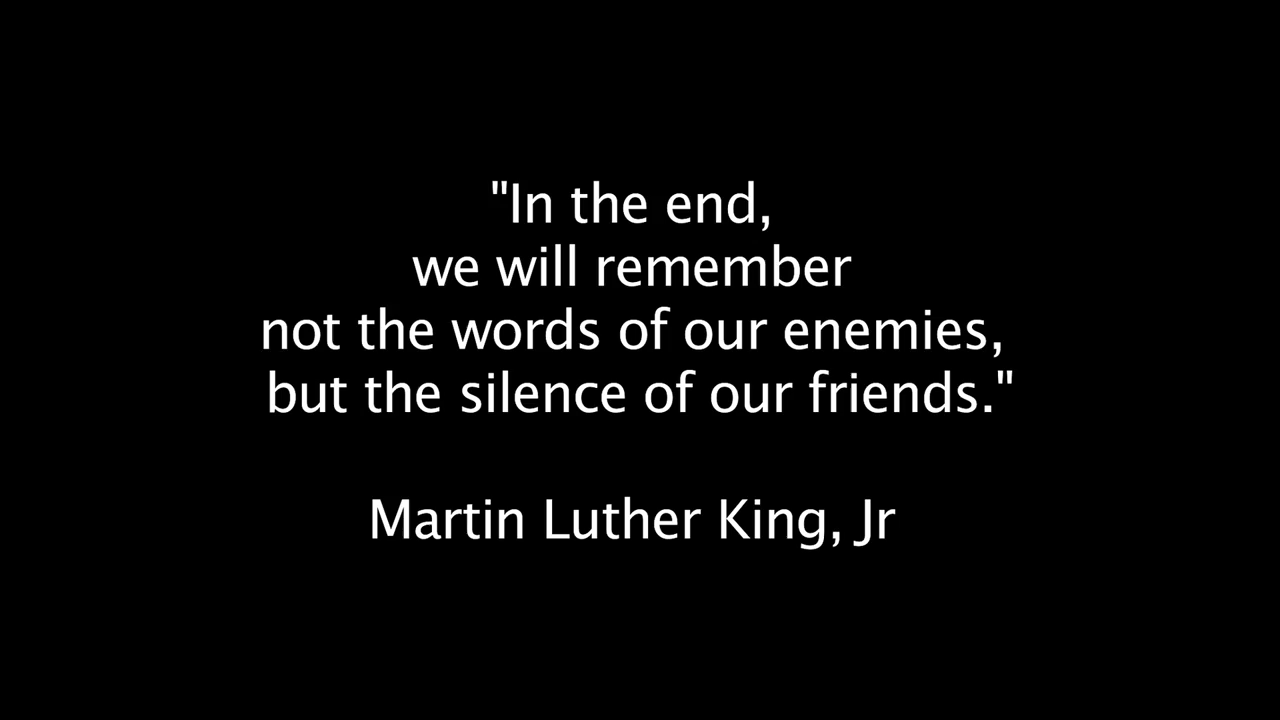 "In the end,
we will remember
not the words of our enemies,
but the silence of our friends."
Martin Luther King, Jr